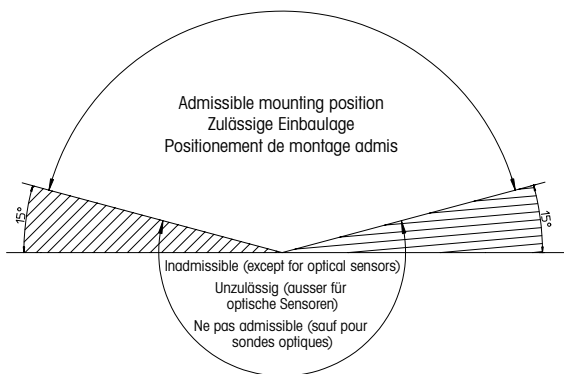 Admissible mounting position
Zulässige Einbaulage
Positionement de montage admis
15°
15°
Inadmissible (except for optical sensors)
Unzulässig (ausser für
optische Sensoren)
Ne pas admissible (sauf pour
sondes optiques)